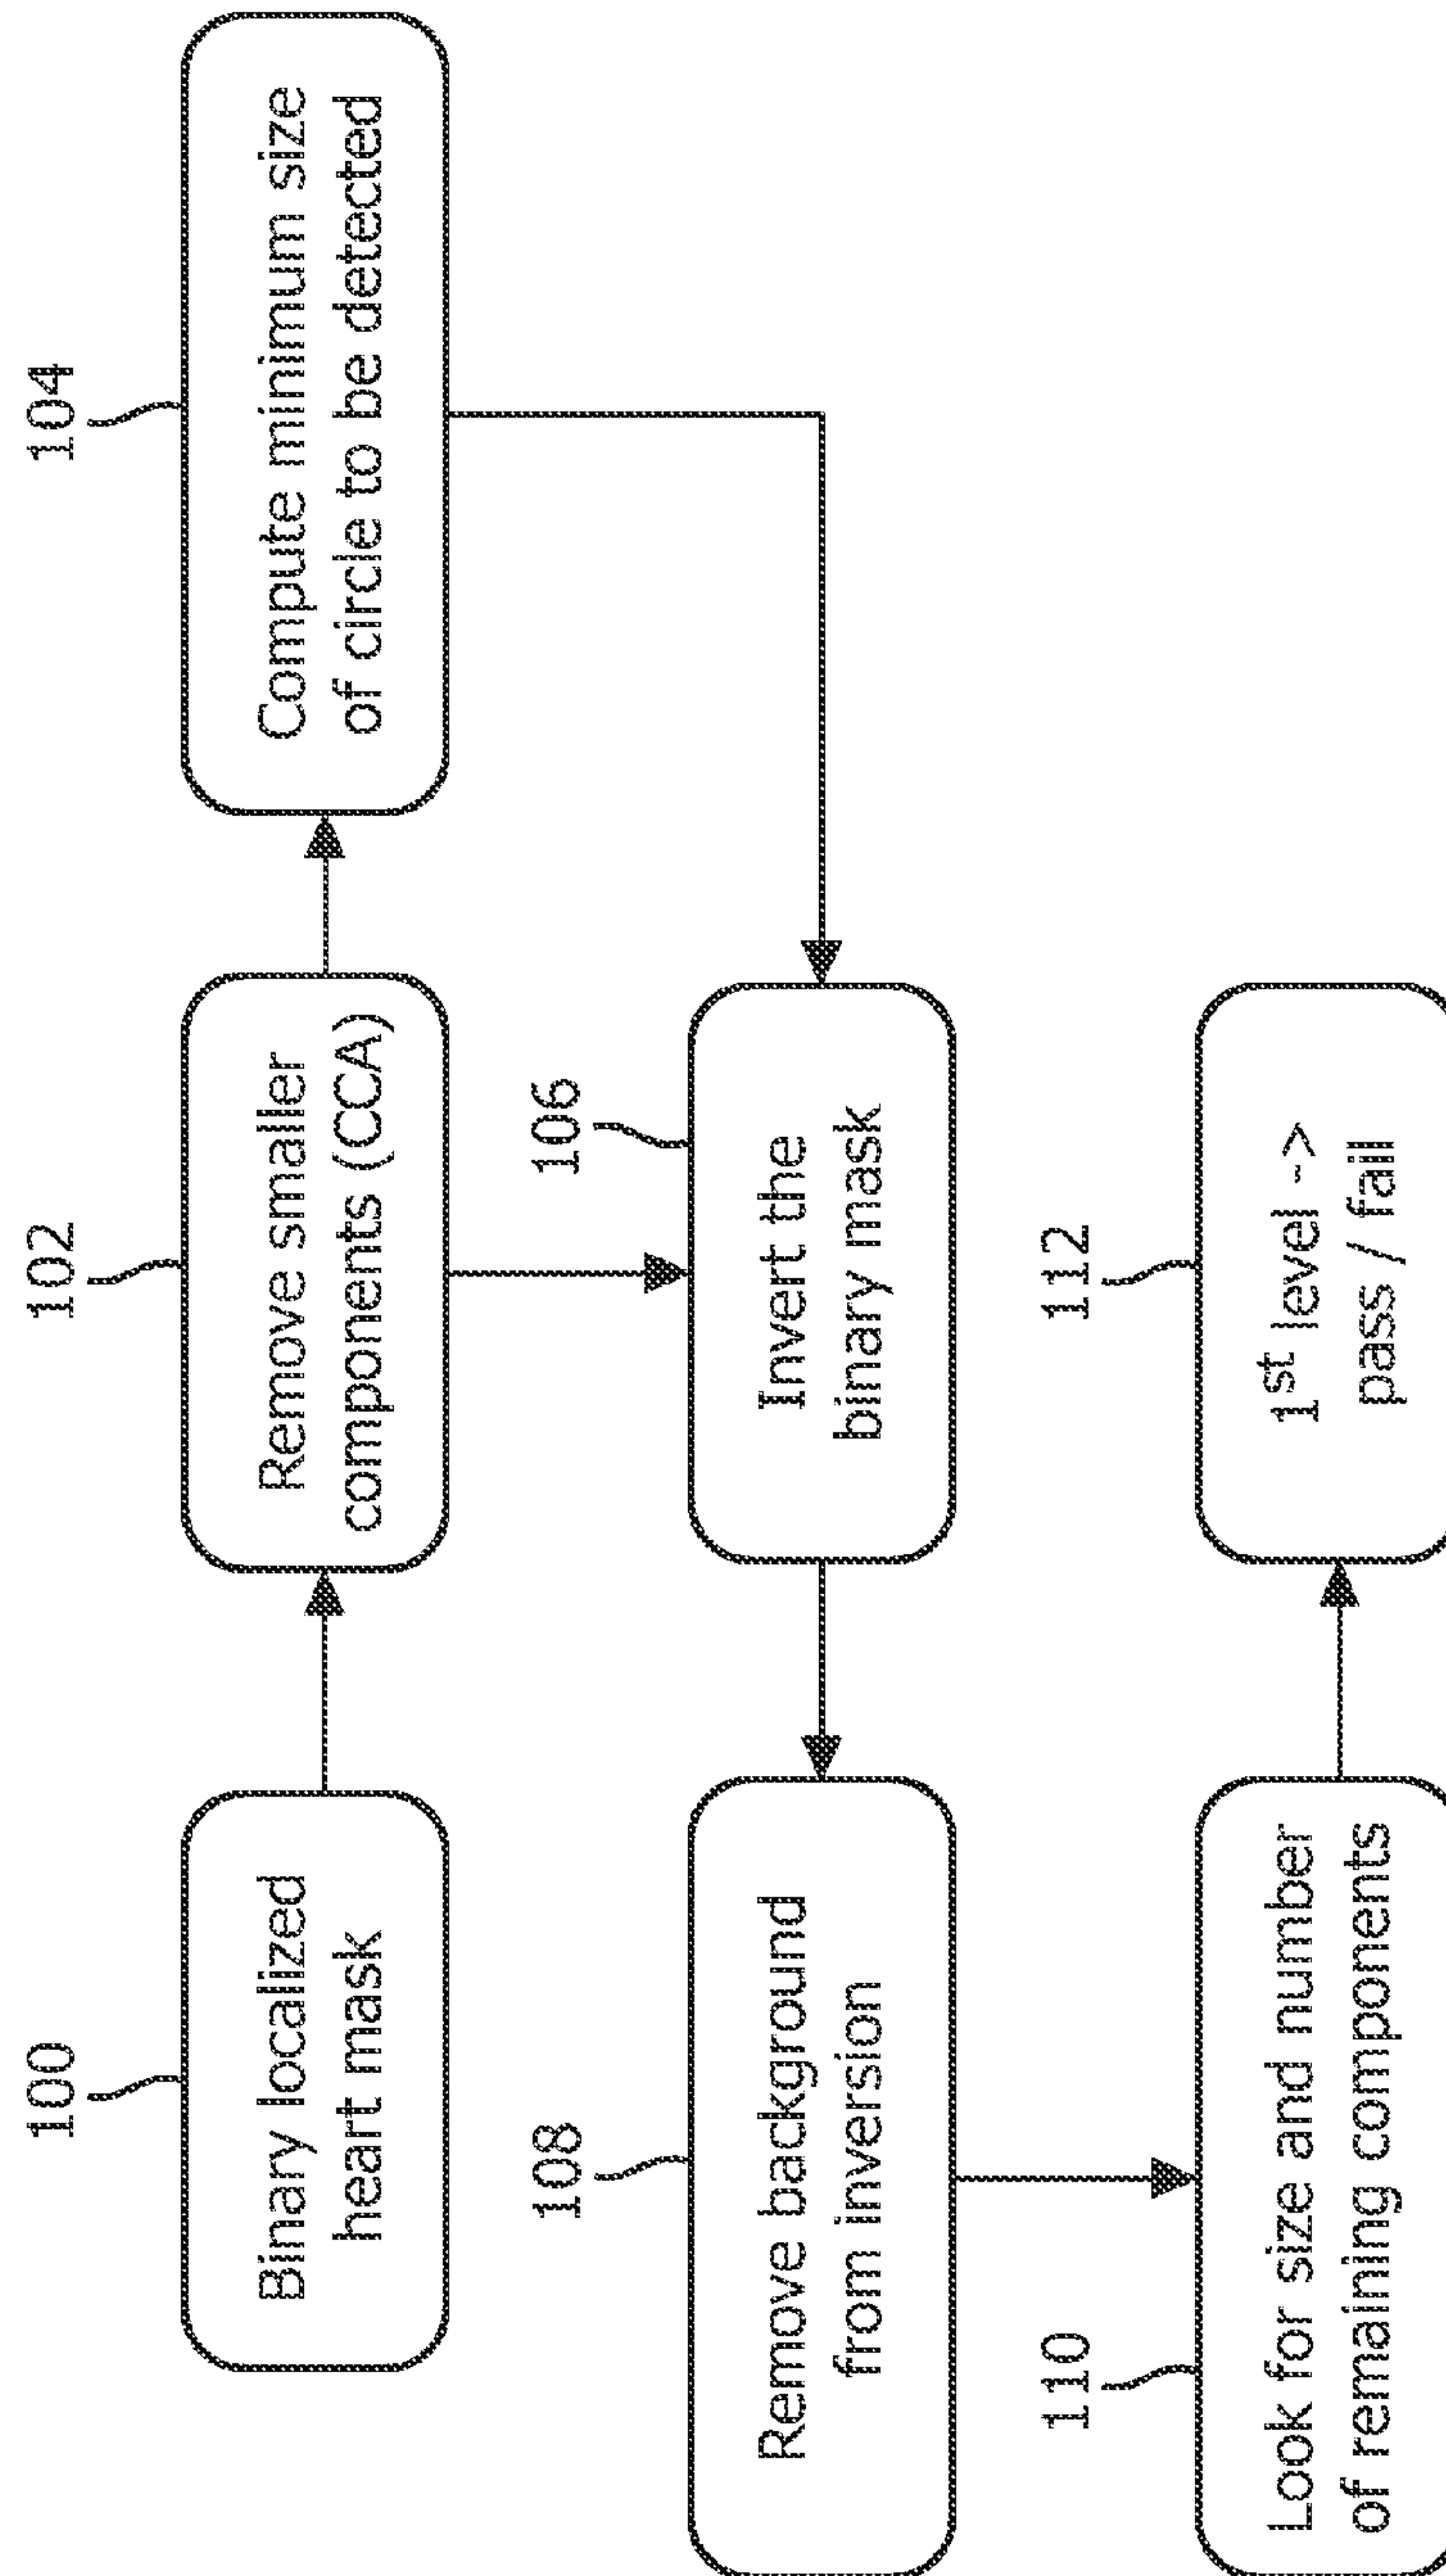 100
Binary localized
heart mask
102
Remove smaller
components (CCA)
104
Compute minimum size
of circle to be detected
106
Invert the
binary mask
108
Remove background
from inversion
110
Look for size and number
of remaining components
112
1st level ->
pass / fail